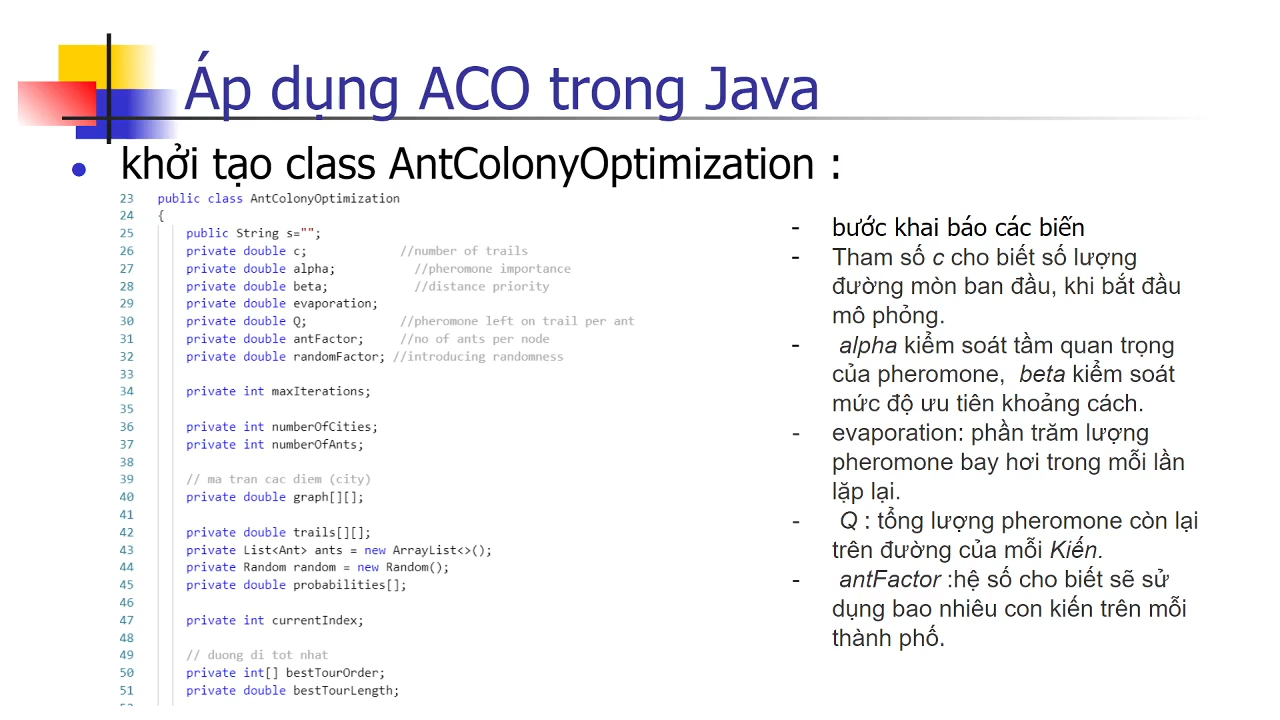 Áp dụng ACO trong Java
• khởi tạo class AntColonyOptimization :
23 public class AntColonyOptimization
24 {
25 public String s="";
26 private double c; //number of trails
27 private double alpha; //pheromone importance
28 private double beta; //distance priority
29 private double evaporation;
30 private double Q; //pheromone left on trail per ant
31 private double antFactor; //no of ants per node
32 private double randomFactor; //introducing randomness
33
34 private int maxIterations;
35
36 private int numberOfCities;
37 private int numberOfAnts;
38
39 // ma tran cac diem (city)
40 private double graph[][];
41
42 private double trails[][];
43 private List<Ant> ants = new ArrayList<>();
44 private Random random = new Random();
45 private double probabilities[];
46
47 private int currentIndex;
48
49 // duong di tot nhat
50 private int[] bestTourOrder;
51 private double bestTourLength;
- bước khai báo các biến
- Tham số c cho biết số lượng
đường mòn ban đầu, khi bắt đầu
mô phỏng.
- alpha kiểm soát tầm quan trọng
của pheromone, beta kiểm soát
mức độ ưu tiên khoảng cách.
- evaporation: phần trăm lượng
pheromone bay hơi trong mỗi lần
lặp lại.
- Q : tổng lượng pheromone còn lại
trên đường của mỗi Kiến.
- antFactor :hệ số cho biết sẽ sử
dụng bao nhiêu con kiến trên mỗi
thành phố.